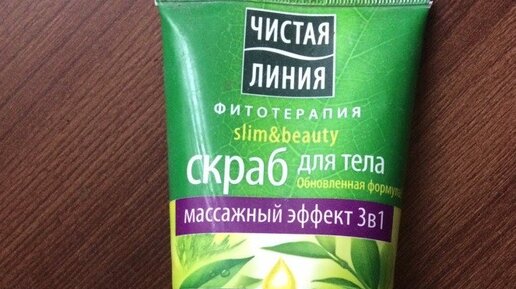 ЧИСТАЯ
ЛИНИЯ
ФИТОТЕРАПИЯ
slim&beauty
скраб для тела
Обновленная формула
массажный эффект 3в1